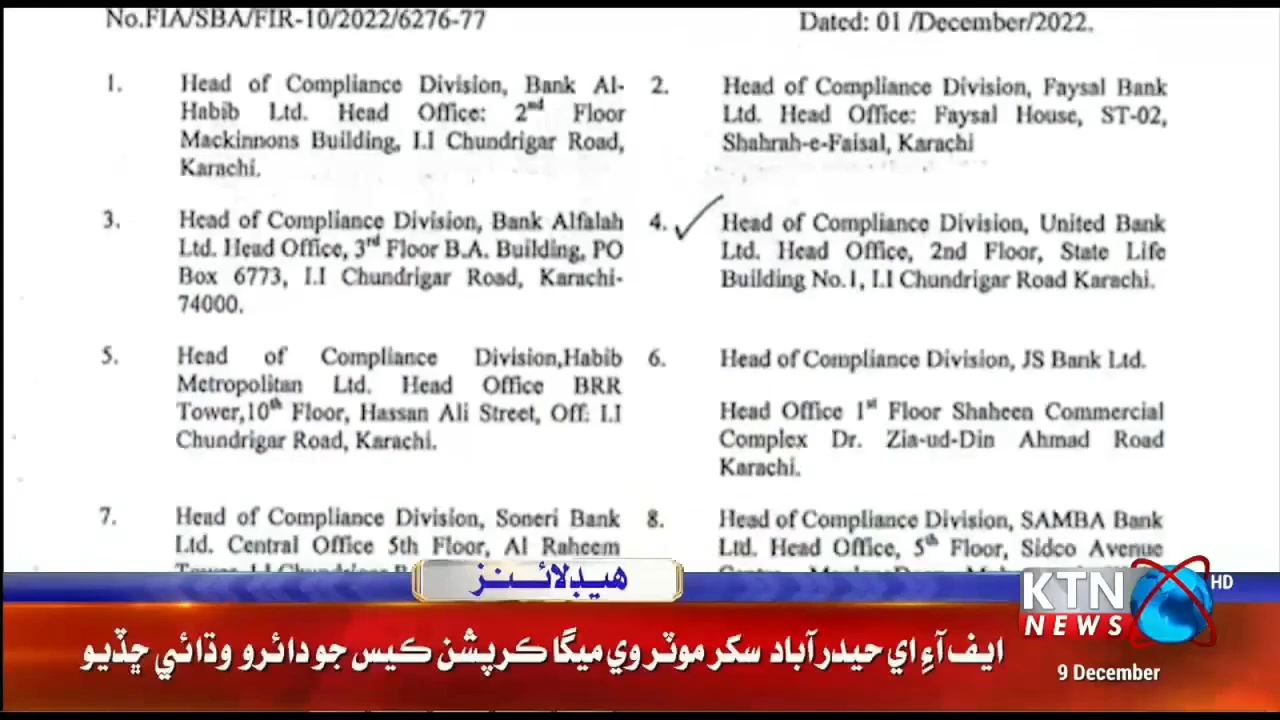 No.FIA/SBA/FIR-10/2022/6276-77
Dated: 01 /December/2022.
1. Head of Compliance Division, Bank Al-
Habib Ltd. Head Office: 2nd Floor
Mackinnons Building, I.I Chundrigar Road,
Karachi.
2. Head of Compliance Division, Faysal Bank
Ltd. Head Office: Faysal House, ST-02,
Shahrah-e-Faisal, Karachi
3. Head of Compliance Division, Bank Alfalah
Ltd. Head Office, 3rd Floor B.A. Building, PO
Box 6773, I.I Chundrigar Road, Karachi-
74000.
4. Head of Compliance Division, United Bank
Ltd. Head Office, 2nd Floor, State Life
Building No.1, I.I Chundrigar Road Karachi.
5. Head of Compliance Division,Habib
Metropolitan Ltd. Head Office BRR
Tower,10th Floor, Hassan Ali Street, Off: I.I
Chundrigar Road, Karachi.
6. Head of Compliance Division, JS Bank Ltd.
Head Office 1st Floor Shaheen Commercial
Complex Dr. Zia-ud-Din Ahmad Road
Karachi.
7. Head of Compliance Division, Soneri Bank
Ltd. Central Office 5th Floor, Al Raheem
8. Head of Compliance Division, SAMBA Bank
Ltd. Head Office, 5th Floor, Sidco Avenue
هيڊلائنز
KTN HD
NEWS
ايف آءِ اي حيدرآباد سکر موٽروي ميگا ڪرپشن ڪيس جو دائرو وڌائي ڇڏيو
9 December